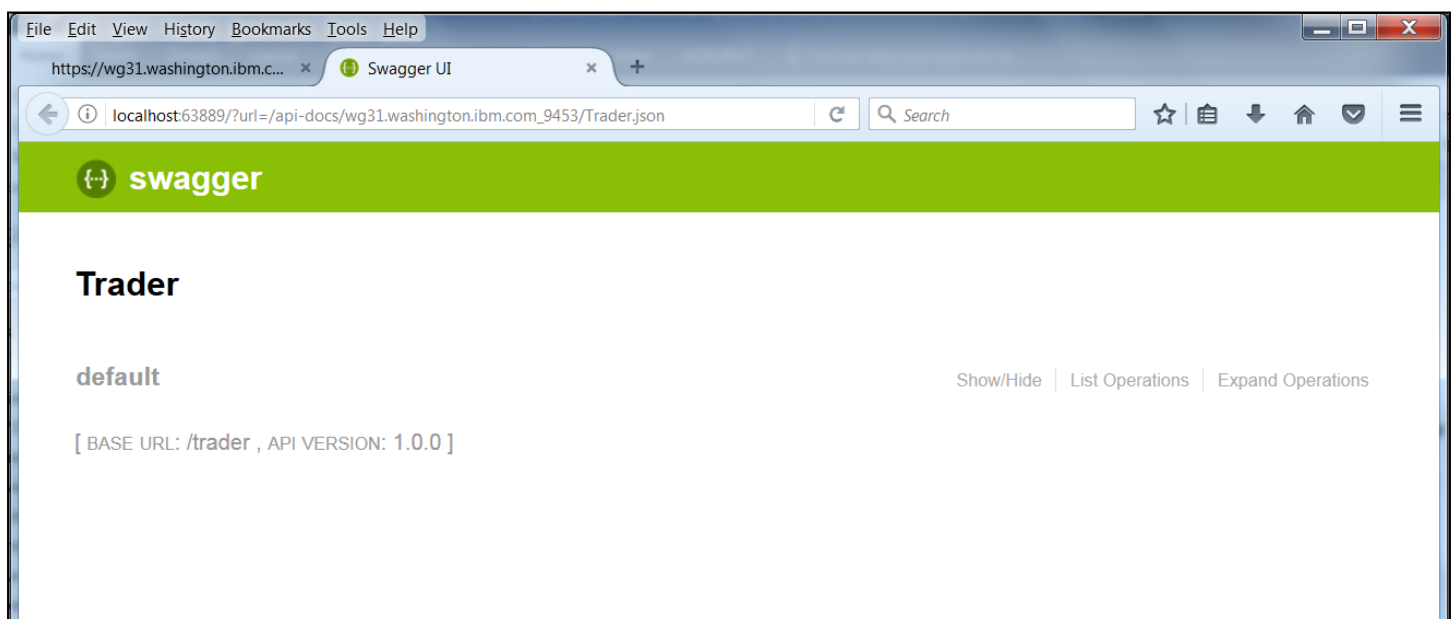 File Edit View History Bookmarks Tools Help
https://wg31.washington.ibm.c... × Swagger UI × +
localhost:63889/?url=/api-docs/wg31.washington.ibm.com_9453/Trader.json Search
{··} swagger
Trader
default Show/Hide List Operations Expand Operations
[ BASE URL: /trader , API VERSION: 1.0.0 ]